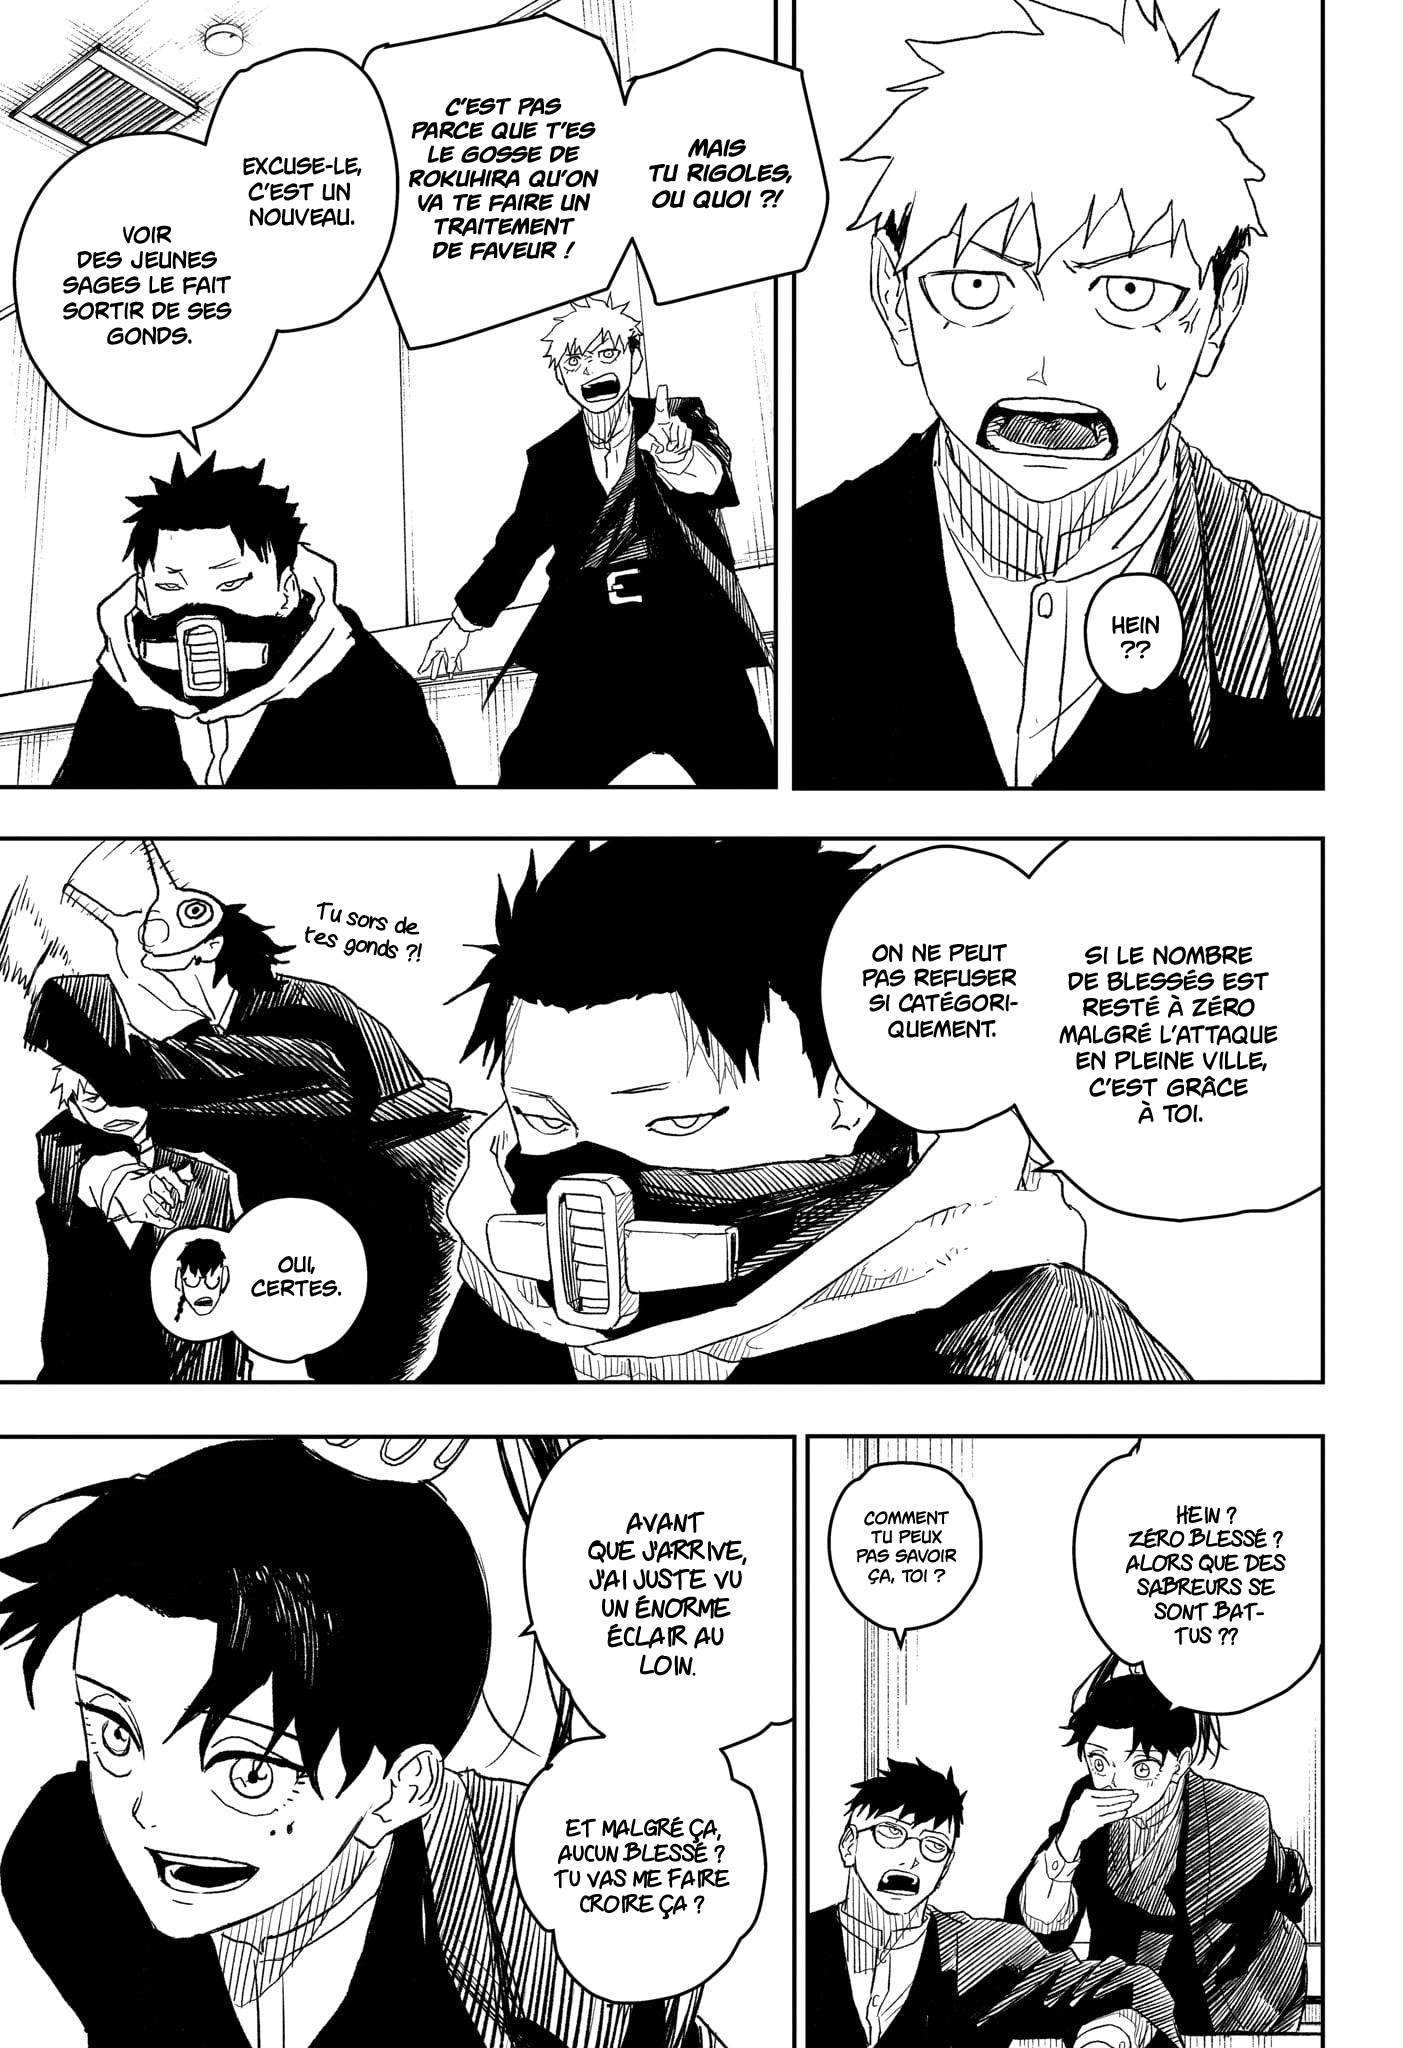 HEIN
??
MAIS
TU RIGOLES,
OU QUOI ?!
C'EST PAS
PARCE QUE T'ES
LE GOSSE DE
ROKUHIRA QU'ON
VA TE FAIRE UN
TRAITEMENT
DE FAVEUR !
EXCUSE-LE,
C'EST UN
NOUVEAU.
VOIR
DES JEUNES
SAGES LE FAIT
SORTIR DE SES
GONDS.
SI LE NOMBRE
DE BLESSÉS EST
RESTÉ À ZÉRO
MALGRÉ L'ATTAQUE
EN PLEINE VILLE,
C'EST GRÂCE
À TOI.
ON NE PEUT
PAS REFUSER
SI CATÉGORI-
QUEMENT.
Tu sors de
tes gonds ?!
OUI,
CERTES.
HEIN ?
ZÉRO BLESSÉ ?
ALORS QUE DES
SABREURS SE
SONT BAT-
TUS ??
COMMENT
TU PEUX
PAS SAVOIR
ÇA, TOI ?
AVANT
QUE J'ARRIVE,
J'AI JUSTE VU
UN ÉNORME
ÉCLAIR AU
LOIN.
ET MALGRÉ ÇA,
AUCUN BLESSÉ ?
TU VAS ME FAIRE
CROIRE ÇA ?